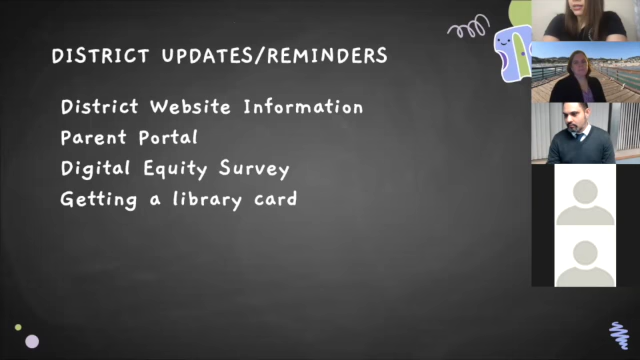 DISTRICT UPDATES/REMINDERS
District Website Information
Parent Portal
Digital Equity Survey
Getting a library card